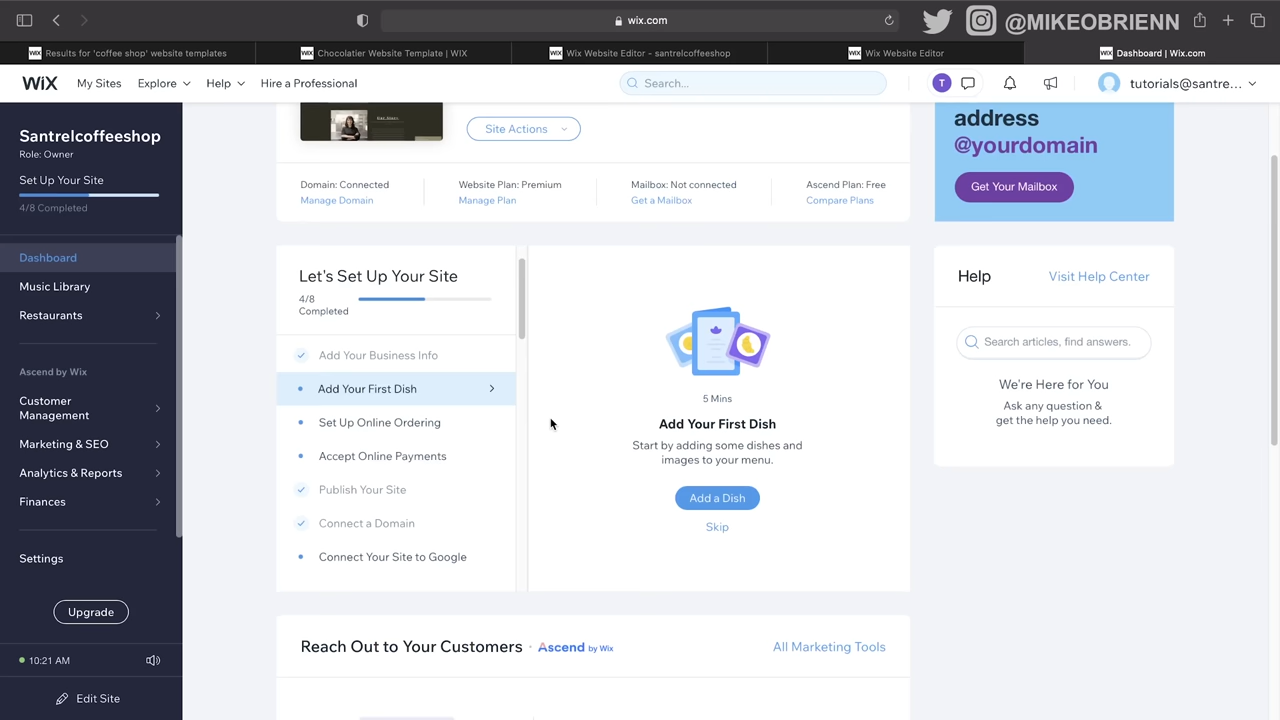 wix.com
@MIKEOBRIENN
WiX Results for 'coffee shop' website templates
WiX Chocolatier Website Template | WIX
WiX Wix Website Editor - santrelcoffeeshop
WiX Wix Website Editor
WiX Dashboard | Wix.com
WiX My Sites Explore Help Hire a Professional
Search...
T
tutorials@santre...
Santrelcoffeeshop
Role: Owner
Set Up Your Site
4/8 Completed
Dashboard
Music Library
Restaurants
Ascend by Wix
Customer
Management
Marketing & SEO
Analytics & Reports
Finances
Settings
Upgrade
10:21 AM
Edit Site
Site Actions
Domain: Connected
Manage Domain
Website Plan: Premium
Manage Plan
Mailbox: Not connected
Get a Mailbox
Ascend Plan: Free
Compare Plans
address
@yourdomain
Get Your Mailbox
Let's Set Up Your Site
4/8
Completed
Add Your Business Info
Add Your First Dish
Set Up Online Ordering
Accept Online Payments
Publish Your Site
Connect a Domain
Connect Your Site to Google
5 Mins
Add Your First Dish
Start by adding some dishes and
images to your menu.
Add a Dish
Skip
Help
Visit Help Center
Search articles, find answers.
We're Here for You
Ask any question &
get the help you need.
Reach Out to Your Customers · Ascend by Wix
All Marketing Tools